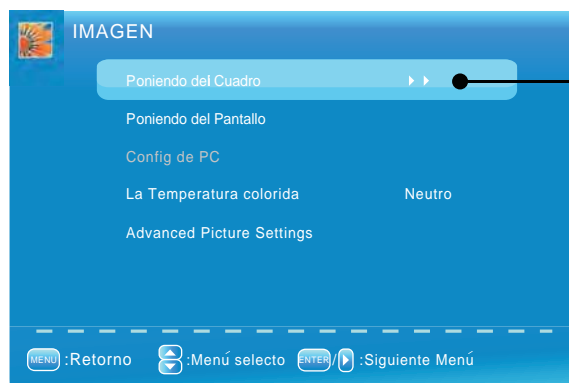 IMAGEN
Poniendo del Cuadro
Poniendo del Pantallo
Config de PC
La Temperatura colorida Neutro
Advanced Picture Settings
MENU :Retorno :Menú selecto ENTER / :Siguiente Menú